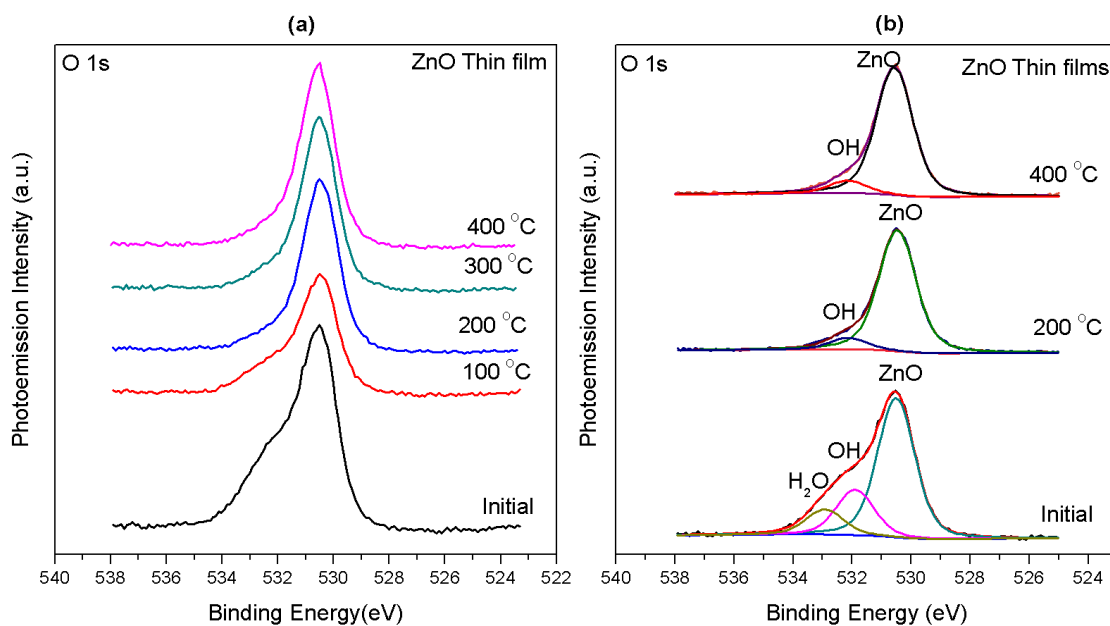 (a)
O 1s
ZnO Thin film
400 °C
300 °C
200 °C
100 °C
Initial
Photoemission Intensity (a.u.)
540 538 536 534 532 530 528 526 524 522
Binding Energy(eV)
(b)
O 1s
ZnO Thin films
ZnO
OH
400 °C
ZnO
OH
200 °C
ZnO
OH
H₂O
Initial
Photoemission Intensity (a.u.)
540 538 536 534 532 530 528 526 524
Binding Energy (eV)